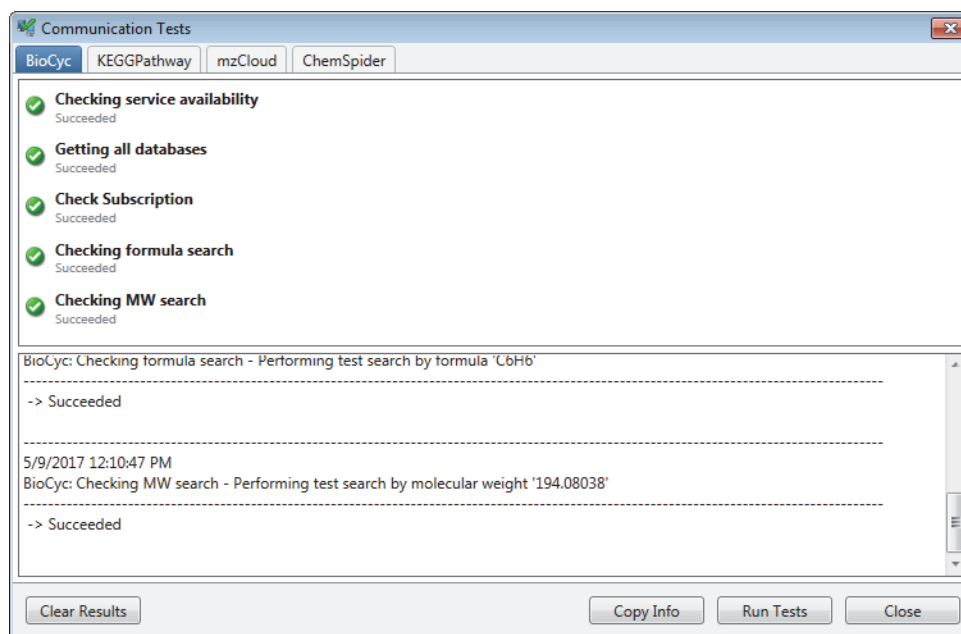 Communication Tests
BioCyc KEGGPathway mzCloud ChemSpider
Checking service availability
Succeeded
Getting all databases
Succeeded
Check Subscription
Succeeded
Checking formula search
Succeeded
Checking MW search
Succeeded
BioCyc: Checking formula search - Performing test search by formula 'C6H6'
-> Succeeded
5/9/2017 12:10:47 PM
BioCyc: Checking MW search - Performing test search by molecular weight '194.08038'
-> Succeeded
Clear Results Copy Info Run Tests Close